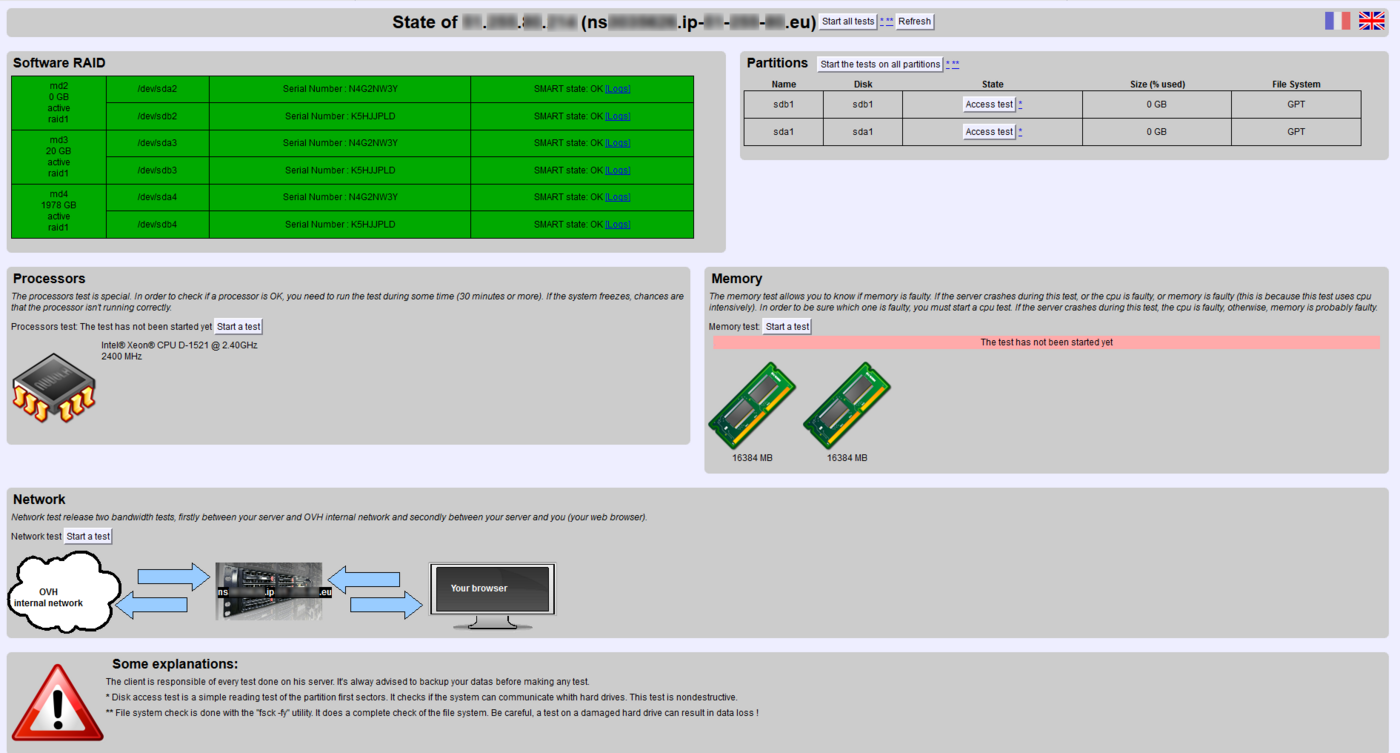 State of (ns .ip- .eu) Start all tests * ** Refresh
Software RAID
md2
0 GB
active
raid1
/dev/sda2 Serial Number : N4G2NW3Y SMART state: OK [Logs]
/dev/sdb2 Serial Number : K5HJJPLD SMART state: OK [Logs]
md3
20 GB
active
raid1
/dev/sda3 Serial Number : N4G2NW3Y SMART state: OK [Logs]
/dev/sdb3 Serial Number : K5HJJPLD SMART state: OK [Logs]
md4
1978 GB
active
raid1
/dev/sda4 Serial Number : N4G2NW3Y SMART state: OK [Logs]
/dev/sdb4 Serial Number : K5HJJPLD SMART state: OK [Logs]
Partitions Start the tests on all partitions * **
Name Disk State Size (% used) File System
sdb1 sdb1 Access test * 0 GB GPT
sda1 sda1 Access test * 0 GB GPT
Processors
The processors test is special. In order to check if a processor is OK, you need to run the test during some time (30 minutes or more). If the system freezes, chances are
that the processor isn't running correctly.
Processors test: The test has not been started yet Start a test
Intel® Xeon® CPU D-1521 @ 2.40GHz
2400 MHz
Memory
The memory test allows you to know if memory is faulty. If the server crashes during this test, or the cpu is faulty, or memory is faulty (this is because this test uses cpu
intensively). In order to be sure which one is faulty, you must start a cpu test. If the server crashes during this test, the cpu is faulty, otherwise, memory is probably faulty.
Memory test: Start a test
The test has not been started yet
16384 MB 16384 MB
Network
Network test release two bandwidth tests, firstly between your server and OVH internal network and secondly between your server and you (your web browser).
Network test Start a test
OVH
internal network
ns .ip .eu
Your browser
Some explanations:
The client is responsible of every test done on his server. It's alway advised to backup your datas before making any test.
* Disk access test is a simple reading test of the partition first sectors. It checks if the system can communicate whith hard drives. This test is nondestructive.
** File system check is done with the "fsck -fy" utility. It does a complete check of the file system. Be careful, a test on a damaged hard drive can result in data loss !